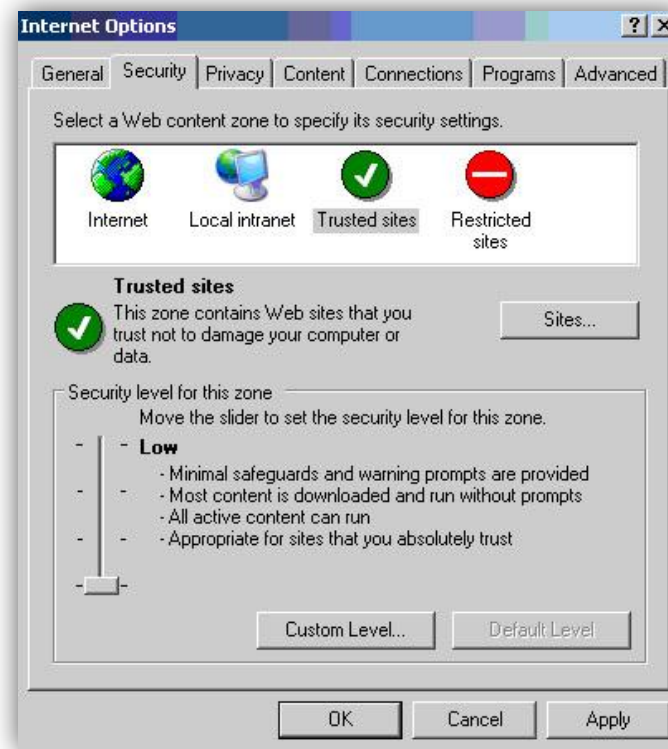 Internet Options
? X
General Security Privacy Content Connections Programs Advanced
Select a Web content zone to specify its security settings.
Internet Local intranet Trusted sites Restricted
sites
Trusted sites
This zone contains Web sites that you
trust not to damage your computer or
data.
Sites...
Security level for this zone
Move the slider to set the security level for this zone.
Low
- Minimal safeguards and warning prompts are provided
- Most content is downloaded and run without prompts
- All active content can run
- Appropriate for sites that you absolutely trust
Custom Level... Default Level
OK Cancel Apply